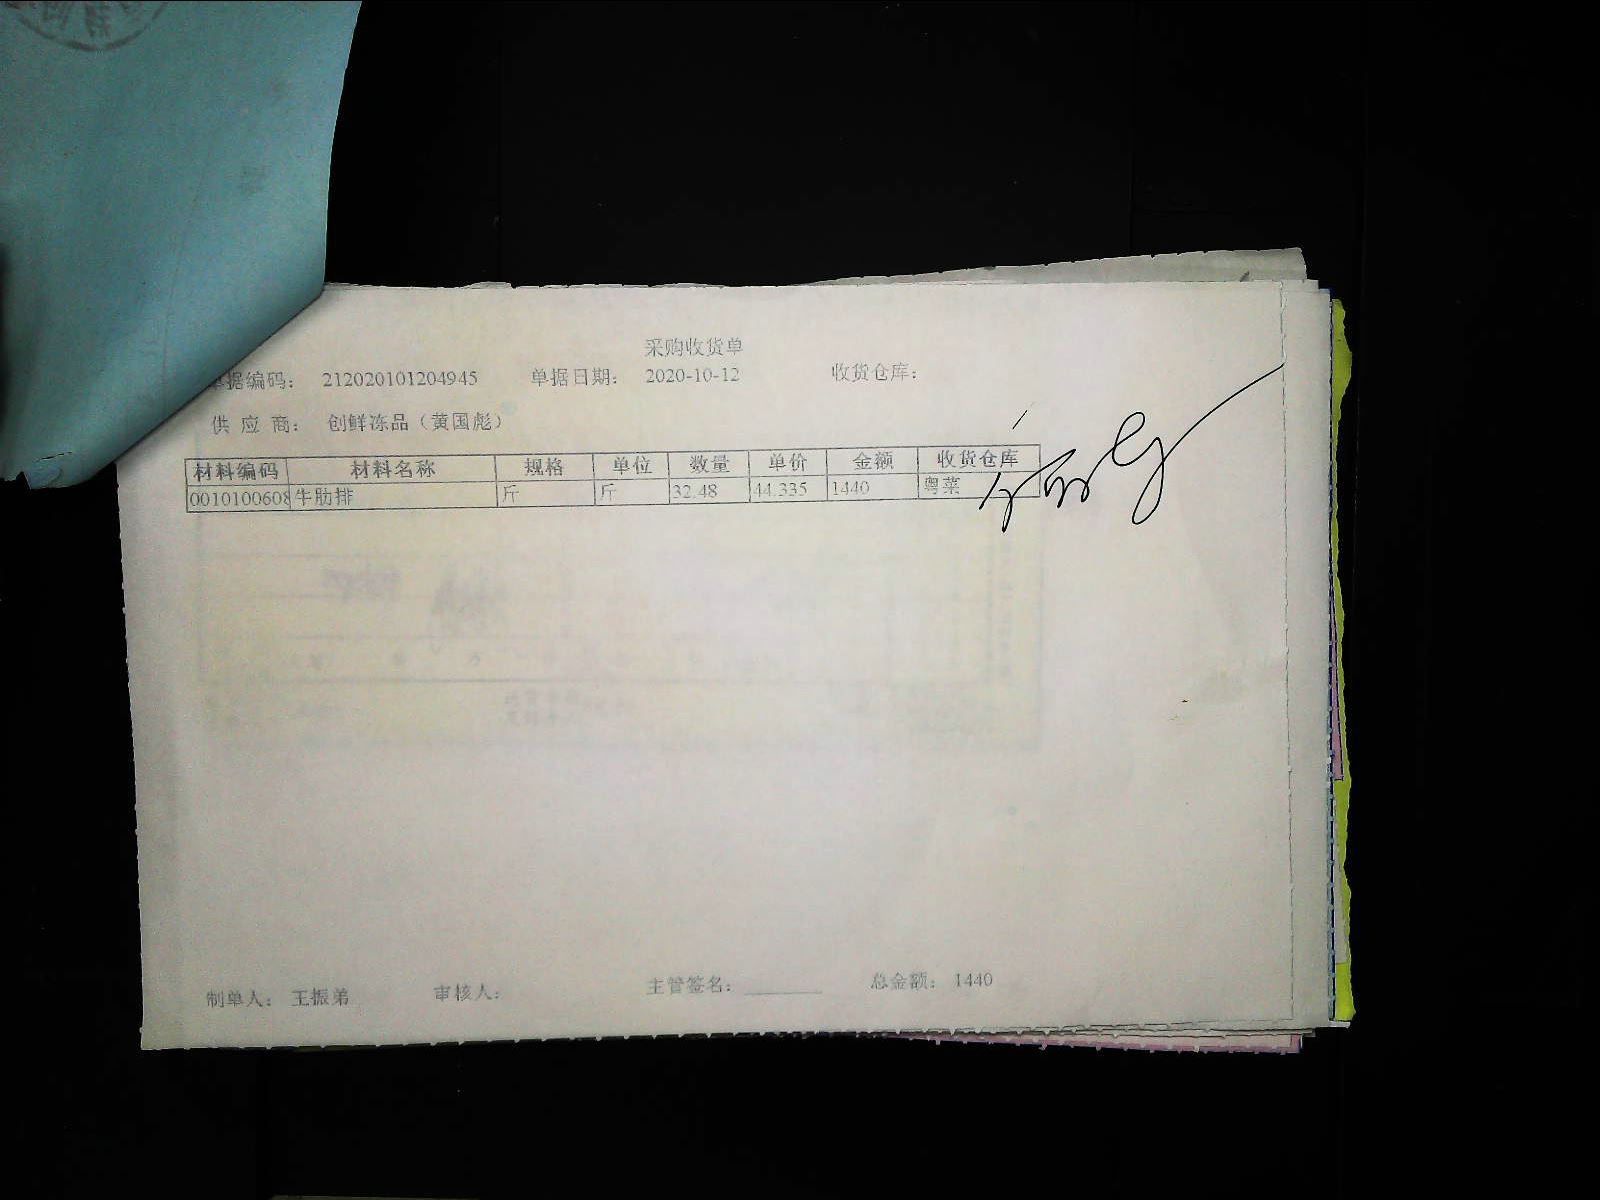 采购收货单
单据编码： 212020101204945 单据日期： 2020-10-12 收货仓库：
供 应 商： 创鲜冻品（黄国彪）
材料编码 材料名称 规格 单位 数量 单价 金额 收货仓库
0010100608 牛肋排 斤 斤 32.48 44.335 1440 粤菜
制单人： 王振弟 审核人： 主管签名：________ 总金额： 1440